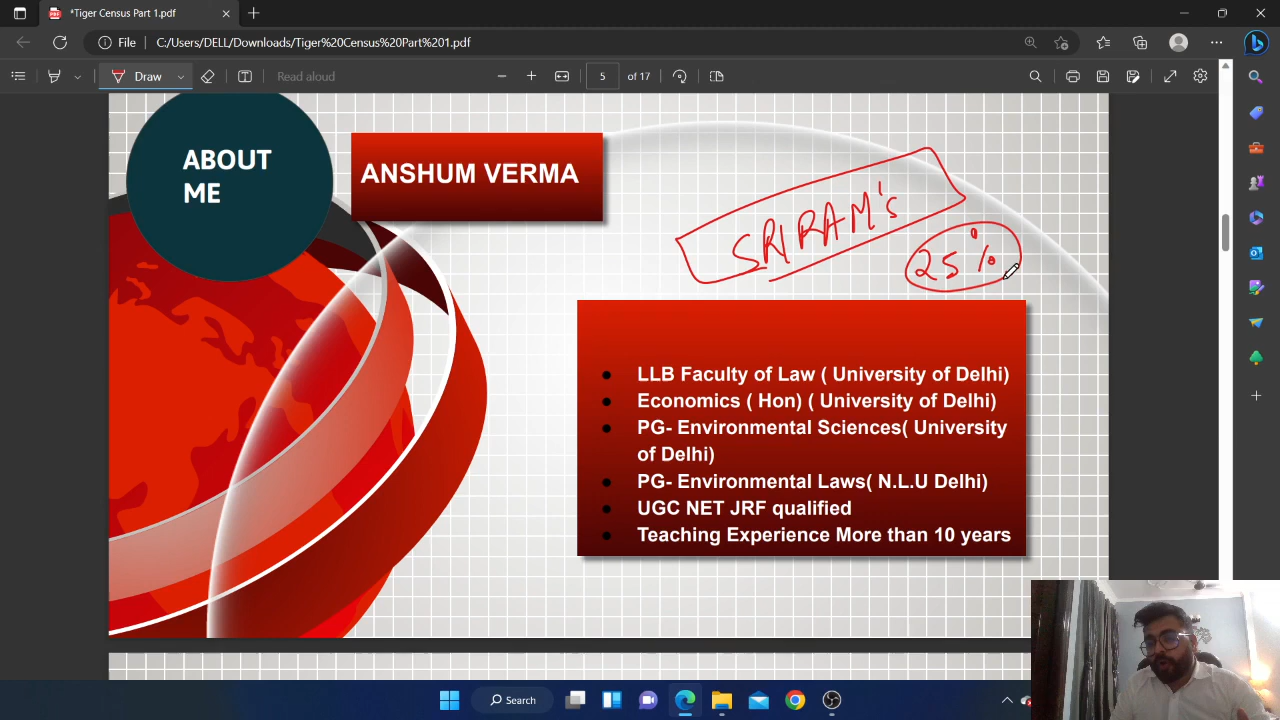 *Tiger Census Part 1.pdf
File C:/Users/DELL/Downloads/Tiger%20Census%20Part%201.pdf
Draw Read aloud 5 of 17
ABOUT
ME
ANSHUM VERMA
SRIRAM's
25%
LLB Faculty of Law ( University of Delhi)
Economics ( Hon) ( University of Delhi)
PG- Environmental Sciences( University
of Delhi)
PG- Environmental Laws( N.L.U Delhi)
UGC NET JRF qualified
Teaching Experience More than 10 years
Search